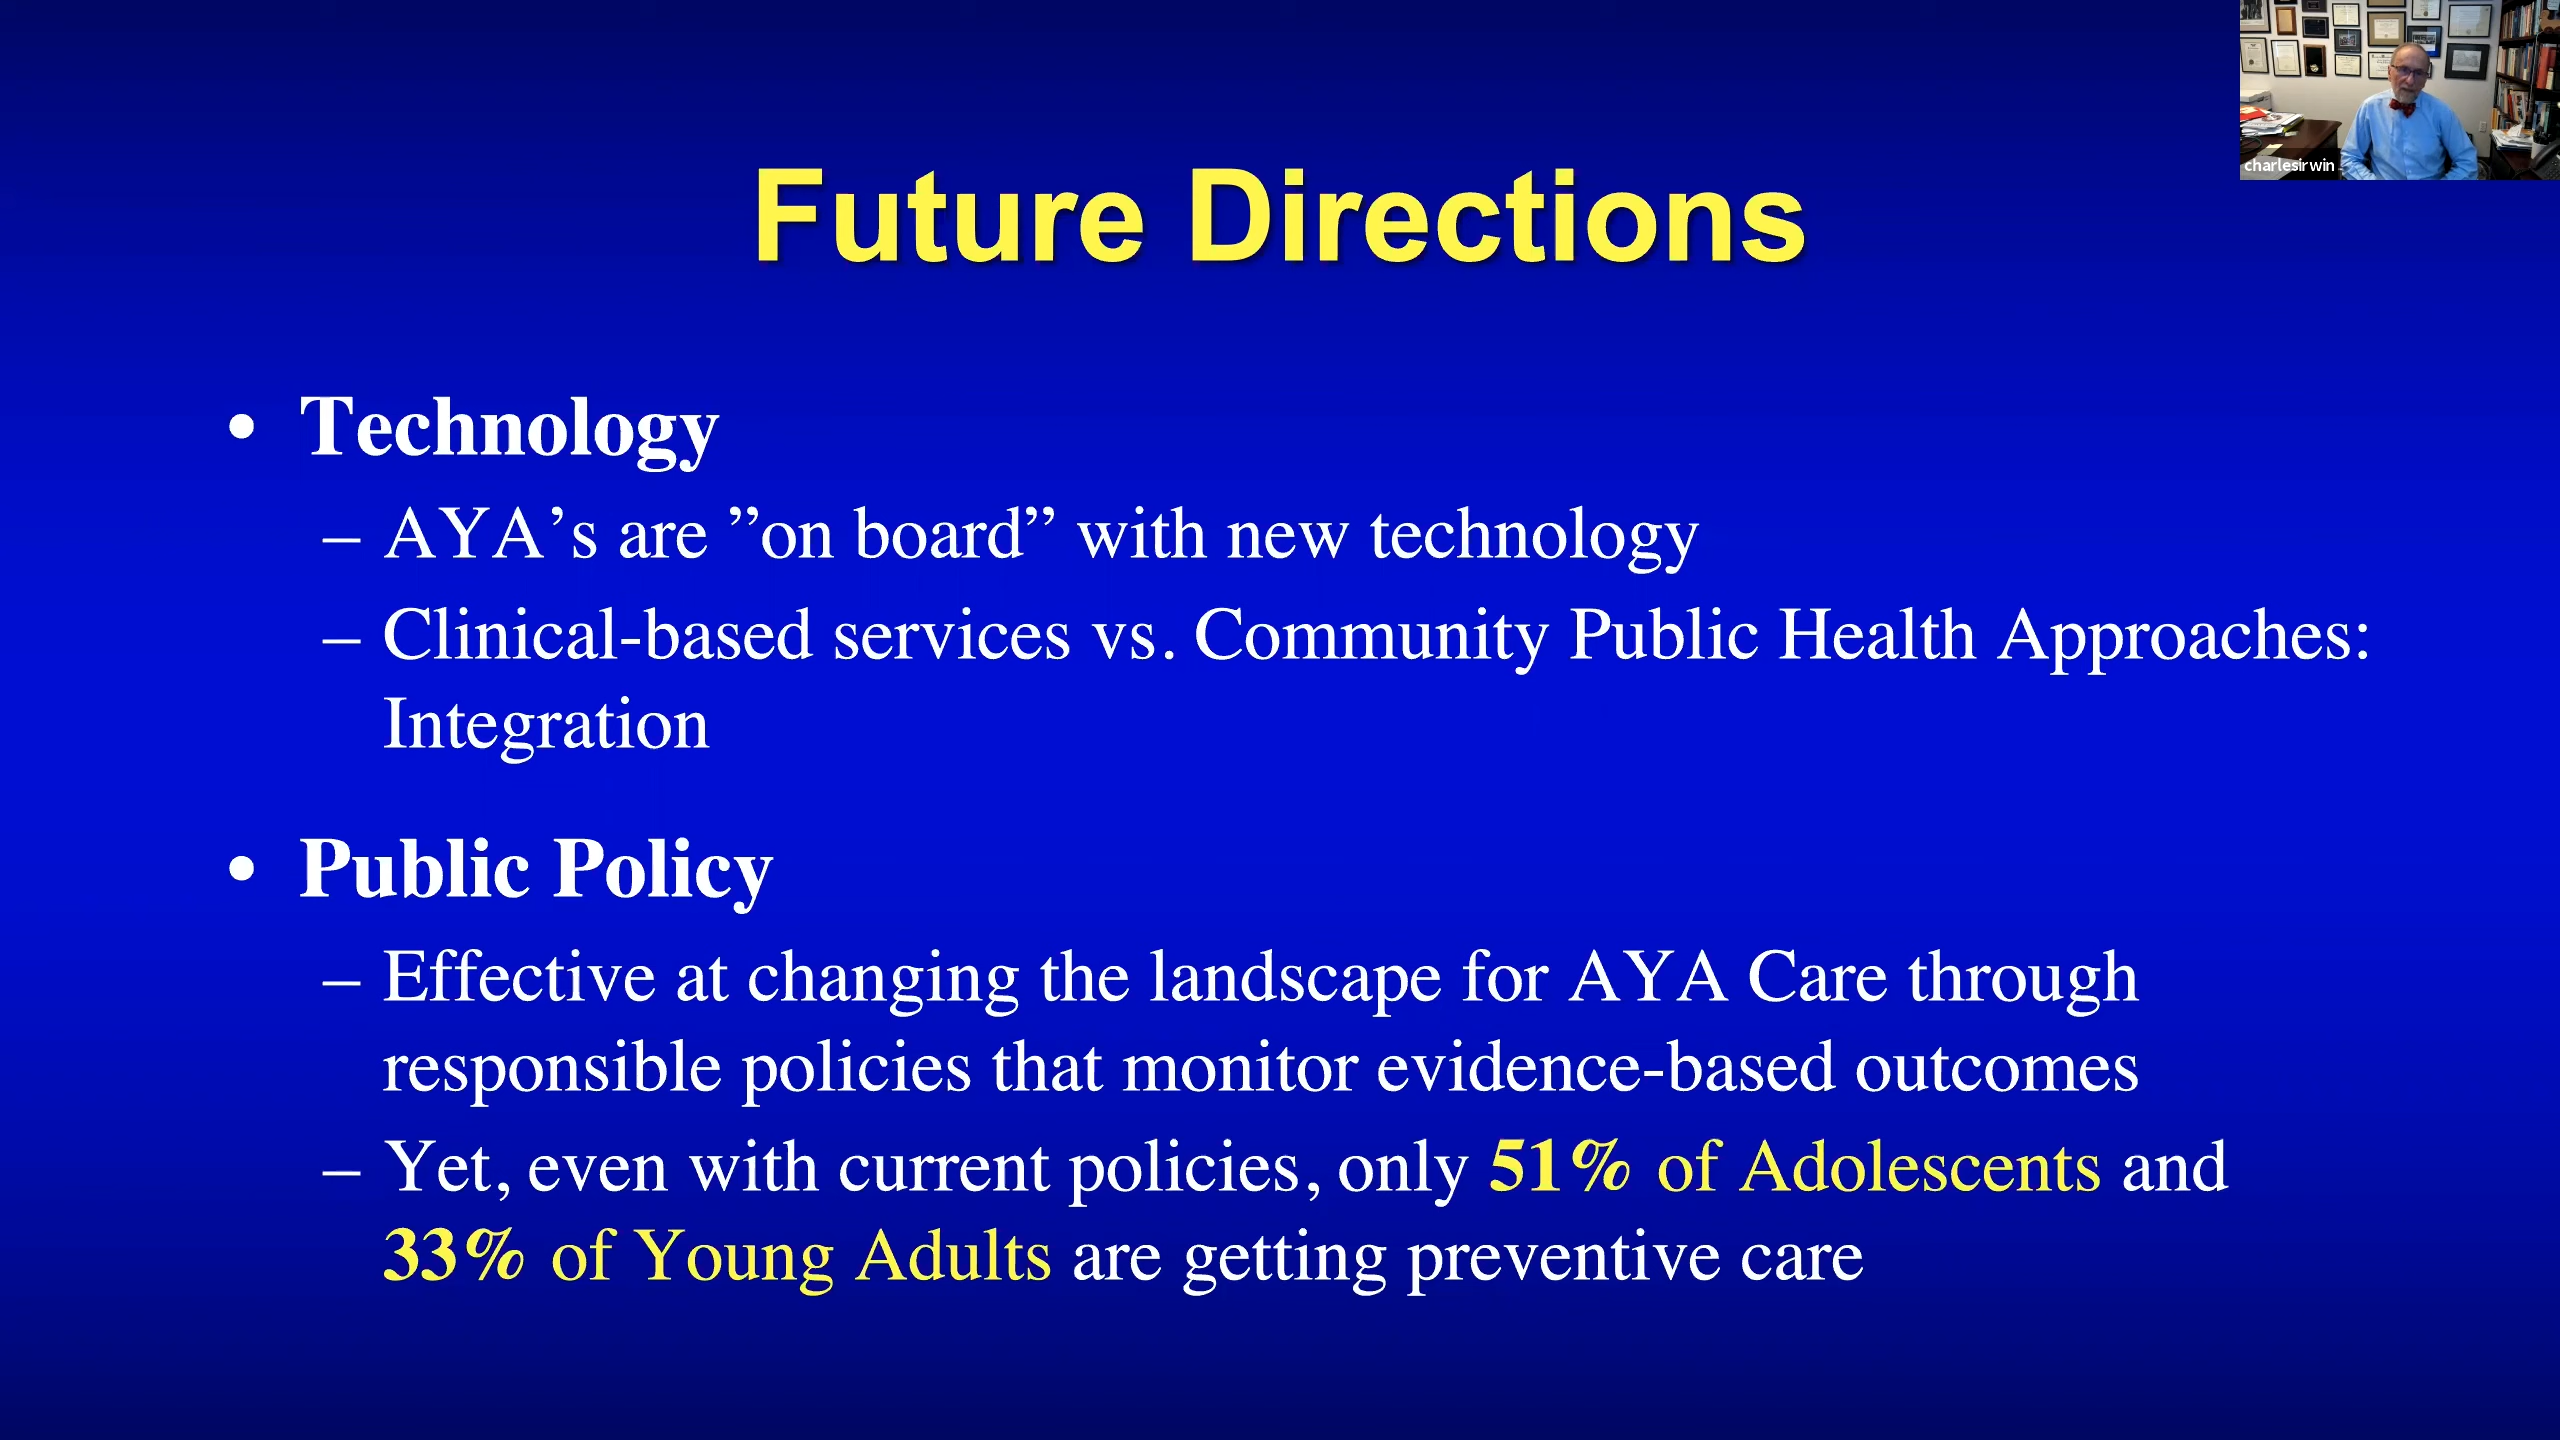 charlesirwin
Future Directions
• Technology
– AYA’s are ”on board” with new technology
– Clinical-based services vs. Community Public Health Approaches:
Integration
• Public Policy
– Effective at changing the landscape for AYA Care through
responsible policies that monitor evidence-based outcomes
– Yet, even with current policies, only 51% of Adolescents and
33% of Young Adults are getting preventive care